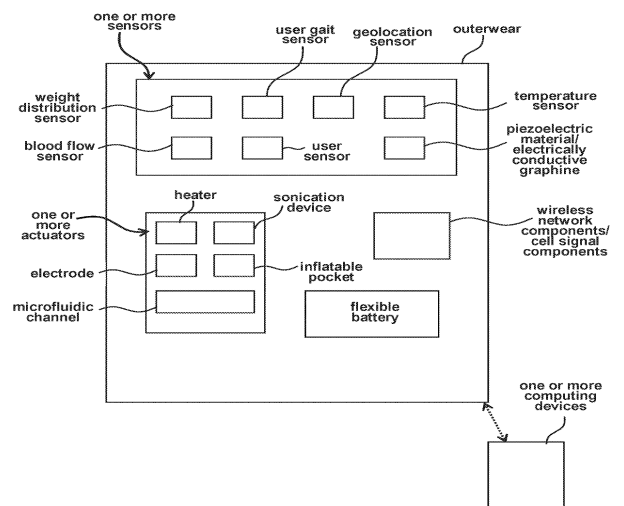 one or more
sensors
user gait
sensor
geolocation
sensor
outerwear
weight
distribution
sensor
temperature
sensor
blood flow
sensor
user
sensor
piezoelectric
material/
electrically
conductive
graphine
heater
sonication
device
one or
more
actuators
wireless
network
components/
cell signal
components
electrode
inflatable
pocket
microfluidic
channel
flexible
battery
one or more
computing
devices